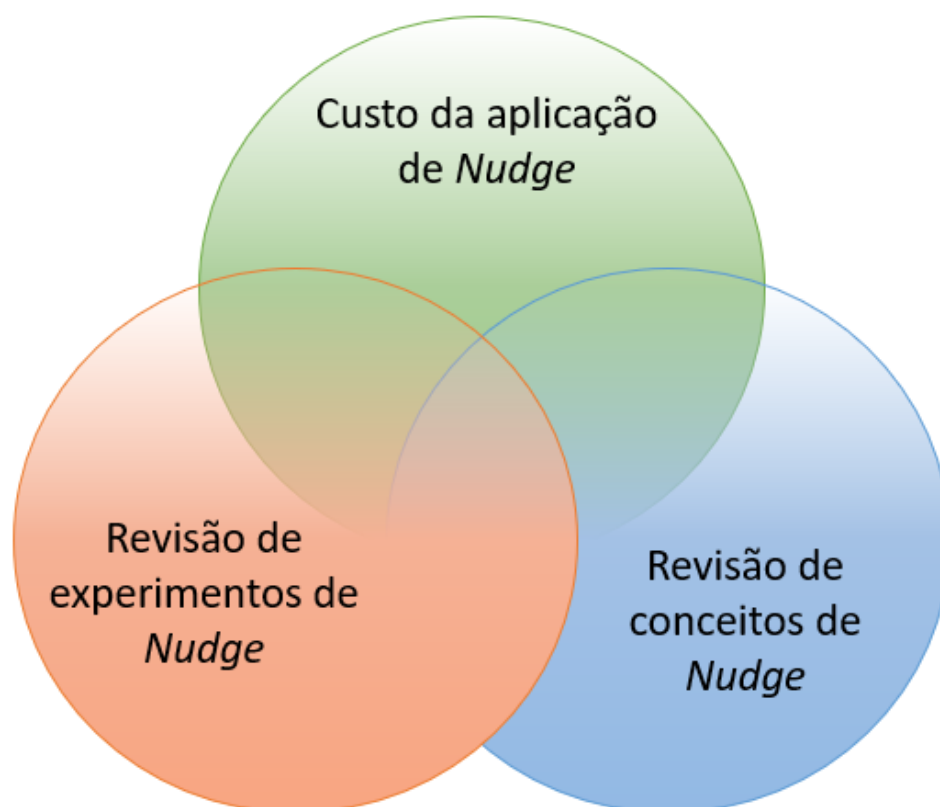 Custo da aplicação
de Nudge
Revisão de
experimentos de
Nudge
Revisão de
conceitos de
Nudge